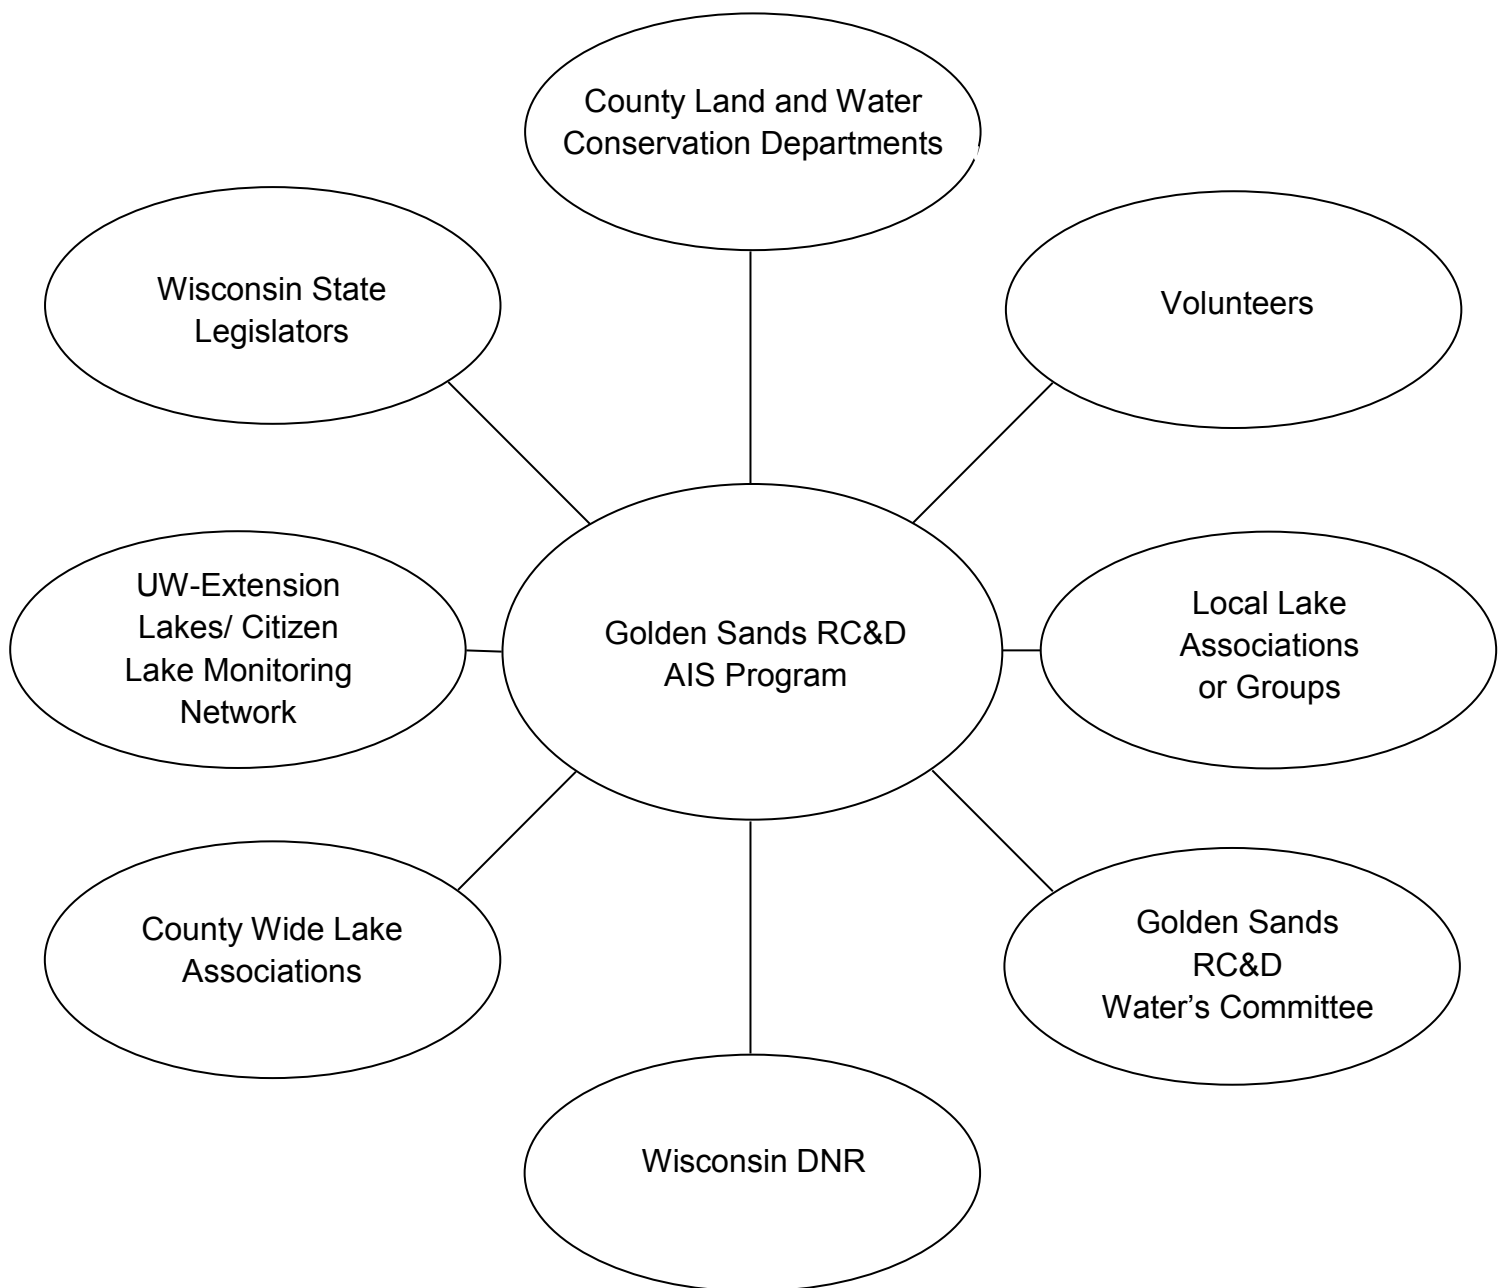 County Land and Water
Conservation Departments
Wisconsin State
Legislators
Volunteers
UW-Extension
Lakes/ Citizen
Lake Monitoring
Network
Golden Sands RC&D
AIS Program
Local Lake
Associations
or Groups
County Wide Lake
Associations
Golden Sands
RC&D
Water’s Committee
Wisconsin DNR